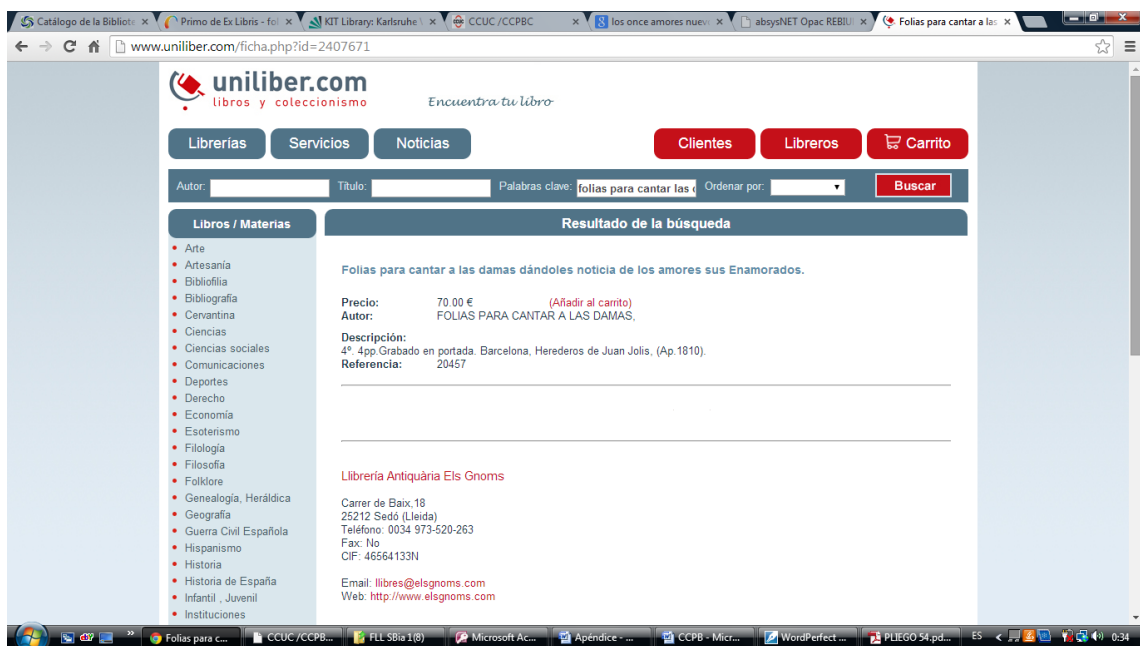 Catálogo de la Bibliote
Primo de Ex Libris - fol
KIT Library: Karlsruhe V
CCUC /CCPBC
los once amores nuev
absysNET Opac REBIU
Folias para cantar a las
www.uniliber.com/ficha.php?id=2407671
uniliber.com
libros y coleccionismo
Encuentra tu libro
Librerías Servicios Noticias Clientes Libreros Carrito
Autor: Título: Palabras clave: folias para cantar las Ordenar por: Buscar
Libros / Materias
Arte
Artesanía
Bibliofilia
Bibliografía
Cervantina
Ciencias
Ciencias sociales
Comunicaciones
Deportes
Derecho
Economía
Esoterismo
Filología
Filosofía
Folklore
Genealogía, Heráldica
Geografía
Guerra Civil Española
Hispanismo
Historia
Historia de España
Infantil , Juvenil
Instituciones
Resultado de la búsqueda
Folias para cantar a las damas dándoles noticia de los amores sus Enamorados.
Precio: 70.00 € (Añadir al carrito)
Autor: FOLIAS PARA CANTAR A LAS DAMAS,
Descripción:
4º. 4pp.Grabado en portada. Barcelona, Herederos de Juan Jolis, (Ap.1810).
Referencia: 20457
Llibrería Antiquària Els Gnoms
Carrer de Baix,18
25212 Sedó (Lleida)
Teléfono: 0034 973-520-263
Fax: No
CIF: 46564133N
Email: llibres@elsgnoms.com
Web: http://www.elsgnoms.com
Folias para c... CCUC /CCPB... FLL SBia 1(8) Microsoft Ac... Apéndice - ... CCPB - Micr... WordPerfect ... PLIEGO 54.pd... ES 0:34